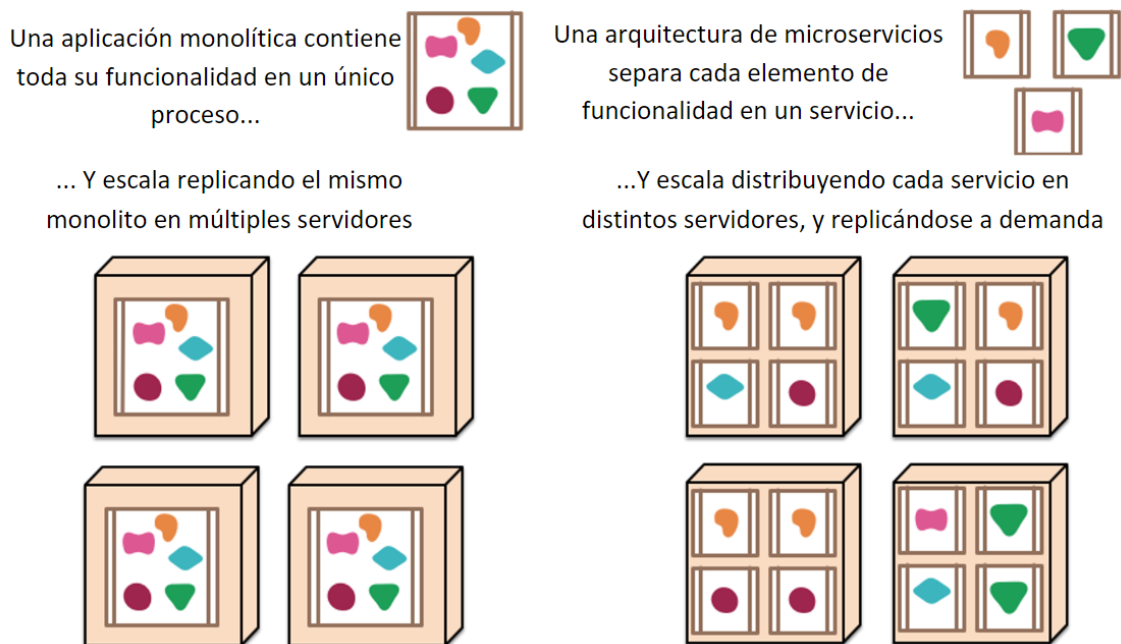 Una aplicación monolítica contiene
toda su funcionalidad en un único
proceso...
Una arquitectura de microservicios
separa cada elemento de
funcionalidad en un servicio...
... Y escala replicando el mismo
monolito en múltiples servidores
...Y escala distribuyendo cada servicio en
distintos servidores, y replicándose a demanda